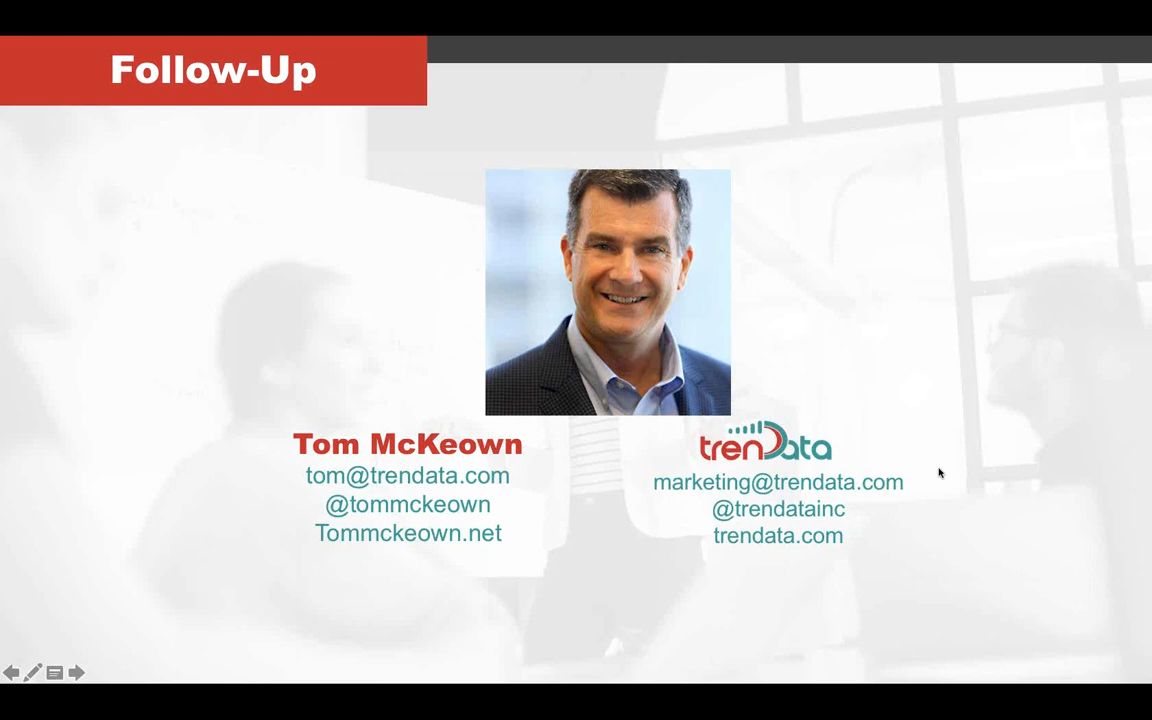 Follow-Up
Tom McKeown
tom@trendata.com
@tommckeown
Tommckeown.net
trenData
marketing@trendata.com
@trendatainc
trendata.com